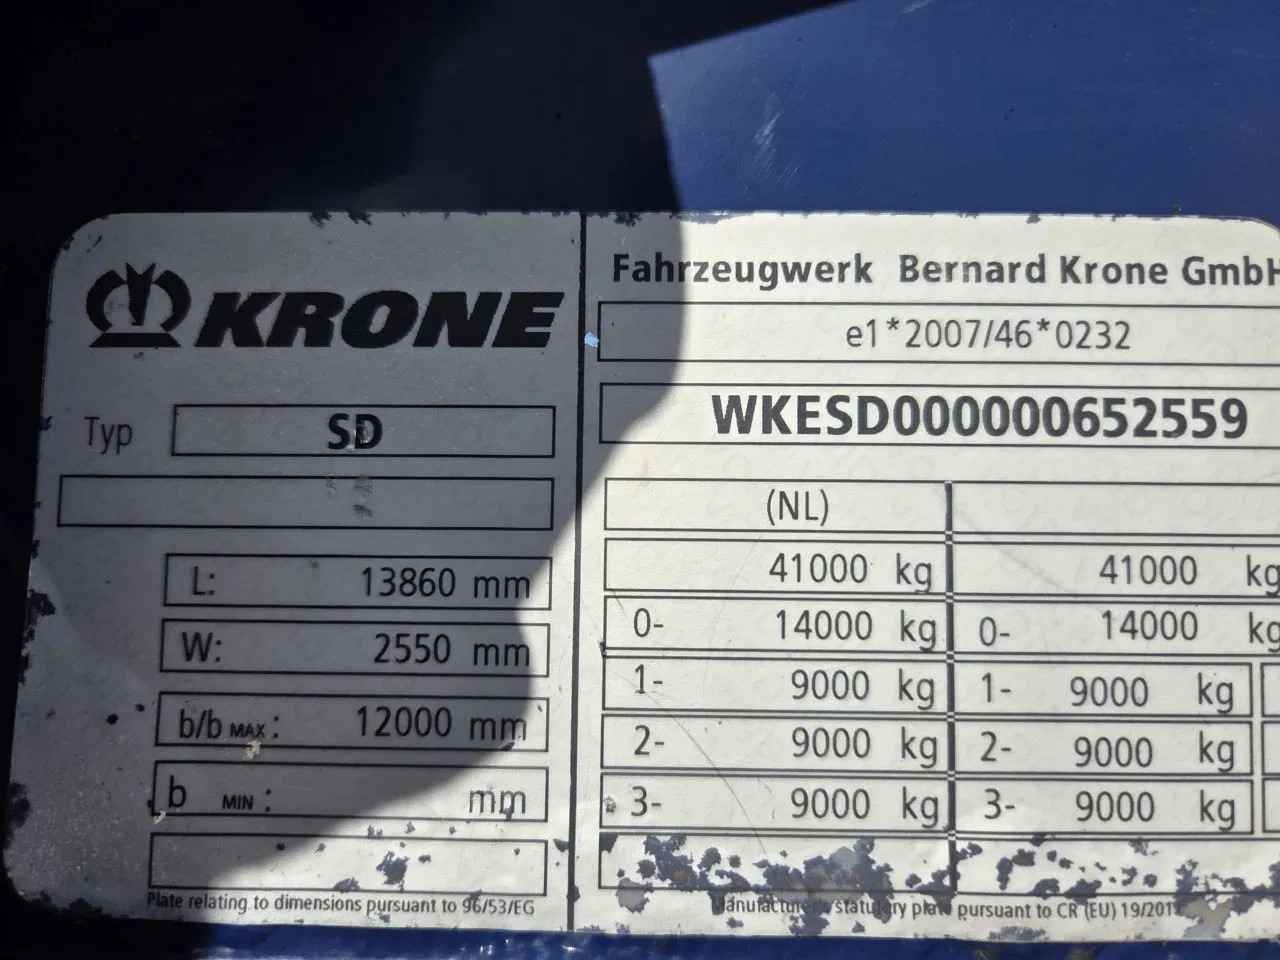 KRONE
Typ SD
L: 13860 mm
W: 2550 mm
b/b MAX: 12000 mm
b MIN: mm
Plate relating to dimensions pursuant to 96/53/EG
Fahrzeugwerk Bernard Krone GmbH
e1*2007/46*0232
WKESD000000652559
(NL)
41000 kg 41000 kg
0- 14000 kg 0- 14000 kg
1- 9000 kg 1- 9000 kg
2- 9000 kg 2- 9000 kg
3- 9000 kg 3- 9000 kg
Manufacturer statutory plate pursuant to CR (EU) 19/2011